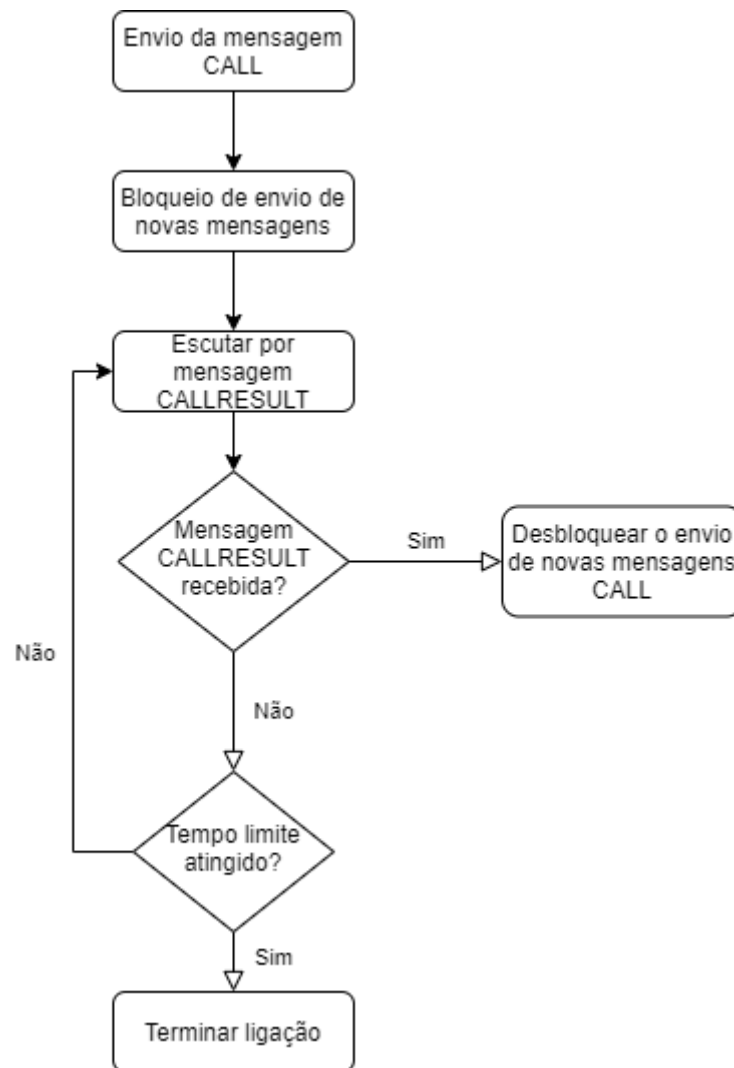 Envio da mensagem
CALL
Bloqueio de envio de
novas mensagens
Escutar por
mensagem
CALLRESULT
Mensagem
CALLRESULT
recebida?
Sim
Desbloquear o envio
de novas mensagens
CALL
Não
Não
Tempo limite
atingido?
Sim
Terminar ligação